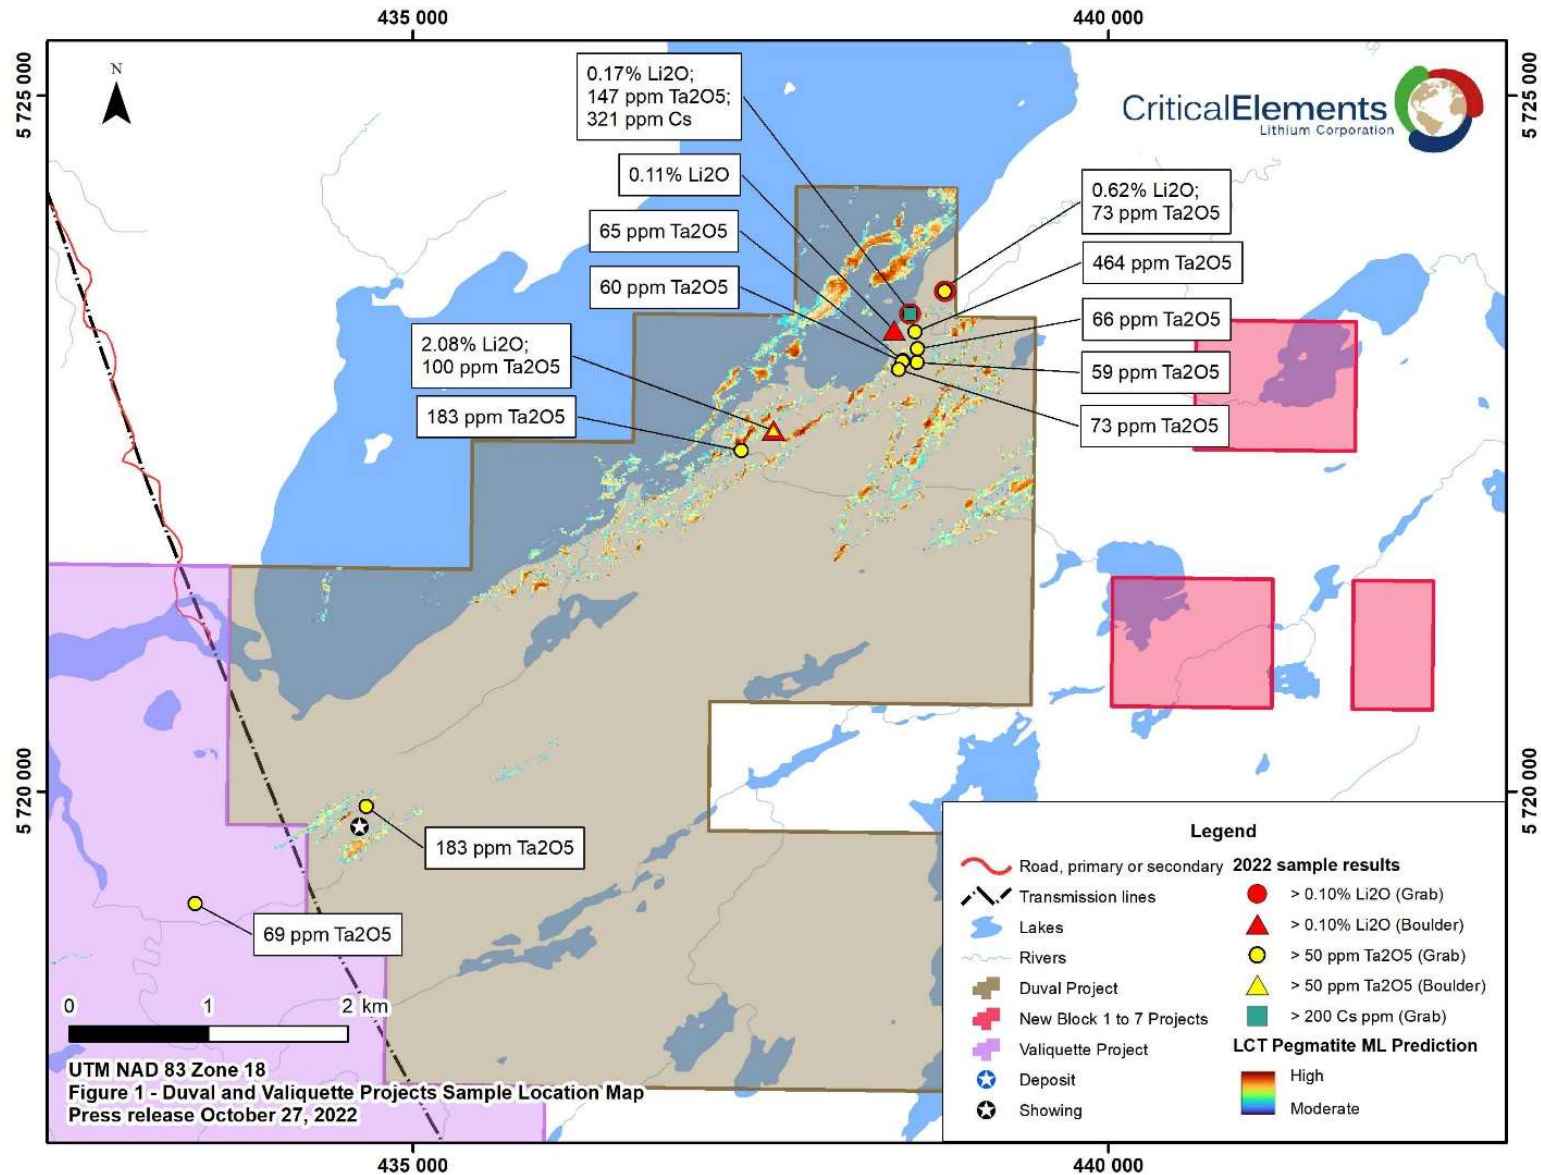 435 000
440 000
5 725 000
5 725 000
N
0.17% Li2O;
147 ppm Ta2O5;
321 ppm Cs
CriticalElements
Lithium Corporation
0.11% Li2O
0.62% Li2O;
73 ppm Ta2O5
65 ppm Ta2O5
464 ppm Ta2O5
60 ppm Ta2O5
66 ppm Ta2O5
2.08% Li2O;
100 ppm Ta2O5
59 ppm Ta2O5
183 ppm Ta2O5
73 ppm Ta2O5
5 720 000
5 720 000
183 ppm Ta2O5
69 ppm Ta2O5
0 1 2 km
UTM NAD 83 Zone 18
Figure 1 - Duval and Valiquette Projects Sample Location Map
Press release October 27, 2022
Legend
Road, primary or secondary
Transmission lines
Lakes
Rivers
Duval Project
New Block 1 to 7 Projects
Valiquette Project
Deposit
Showing
2022 sample results
> 0.10% Li2O (Grab)
> 0.10% Li2O (Boulder)
> 50 ppm Ta2O5 (Grab)
> 50 ppm Ta2O5 (Boulder)
> 200 Cs ppm (Grab)
LCT Pegmatite ML Prediction
High
Moderate
435 000
440 000